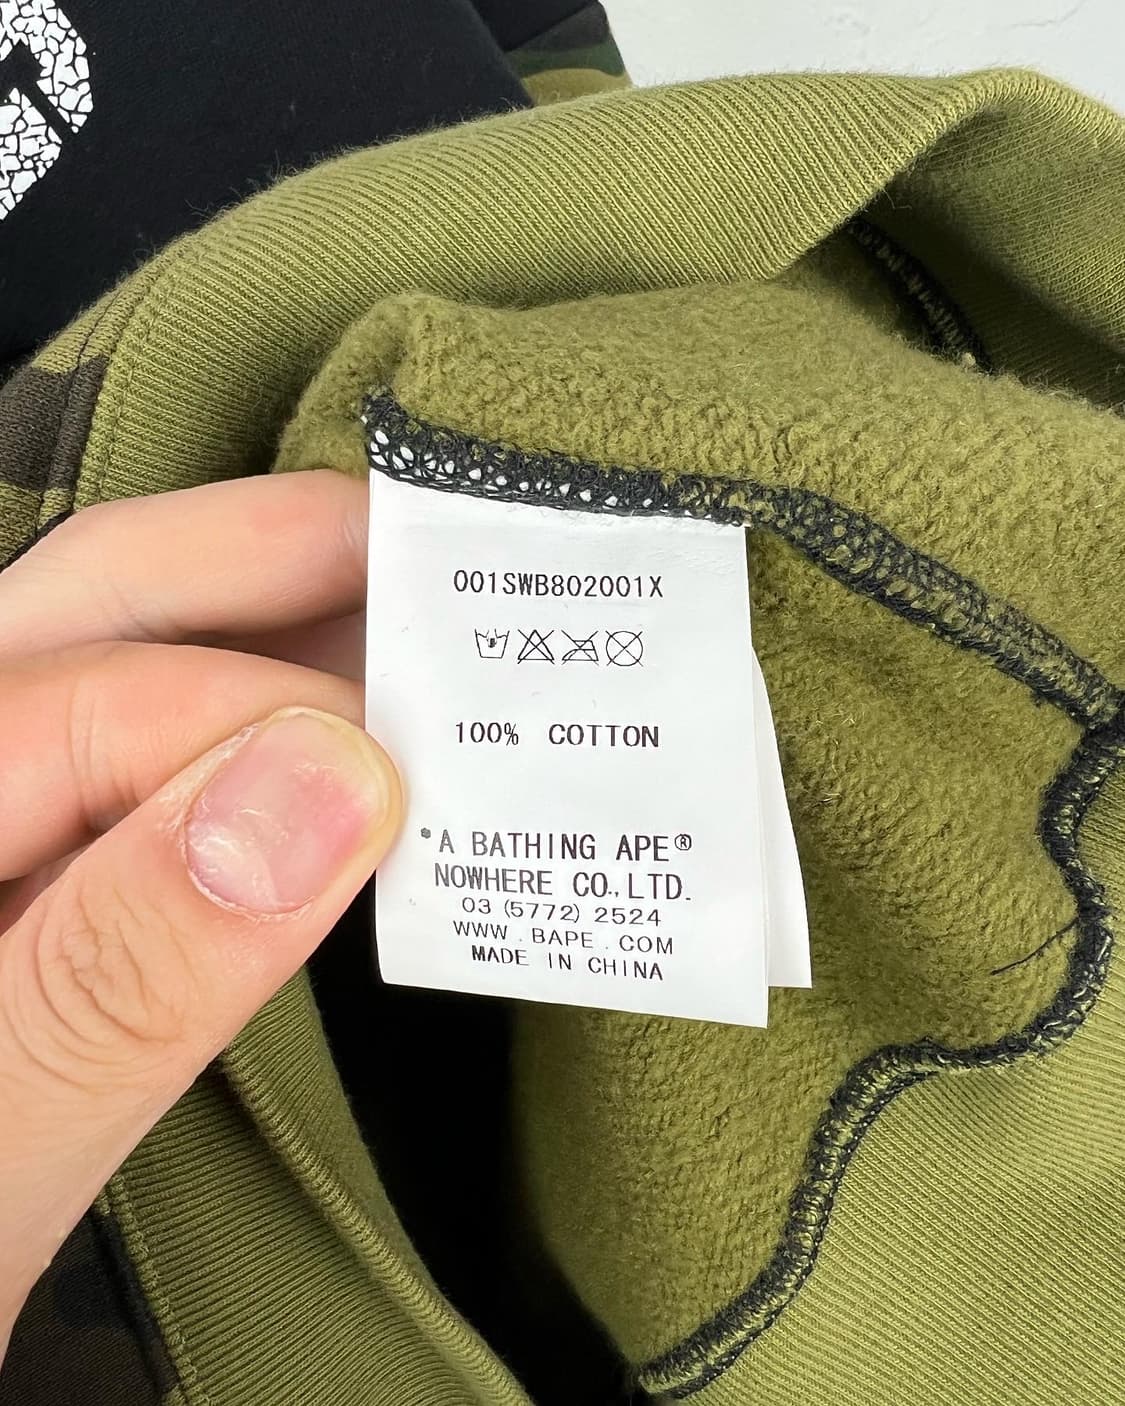 001SWB802001X
100% COTTON
*A BATHING APE®
NOWHERE CO.,LTD.
03 (5772) 2524
WWW . BAPE . COM
MADE IN CHINA